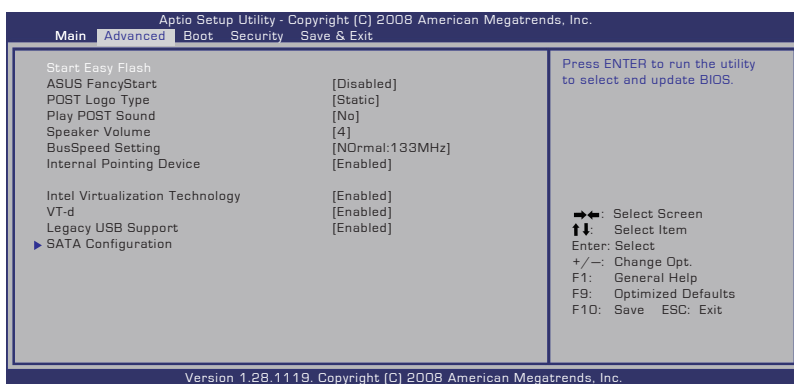 Aptio Setup Utility - Copyright (C) 2008 American Megatrends, Inc.
Main Advanced Boot Security Save & Exit
Start Easy Flash
ASUS FancyStart [Disabled]
POST Logo Type [Static]
Play POST Sound [No]
Speaker Volume [4]
BusSpeed Setting [NOrmal:133MHz]
Internal Pointing Device [Enabled]
Intel Virtualization Technology [Enabled]
VT-d [Enabled]
Legacy USB Support [Enabled]
SATA Configuration
Press ENTER to run the utility
to select and update BIOS.
→←: Select Screen
↑↓: Select Item
Enter: Select
+/—: Change Opt.
F1: General Help
F9: Optimized Defaults
F10: Save ESC: Exit
Version 1.28.1119. Copyright (C) 2008 American Megatrends, Inc.